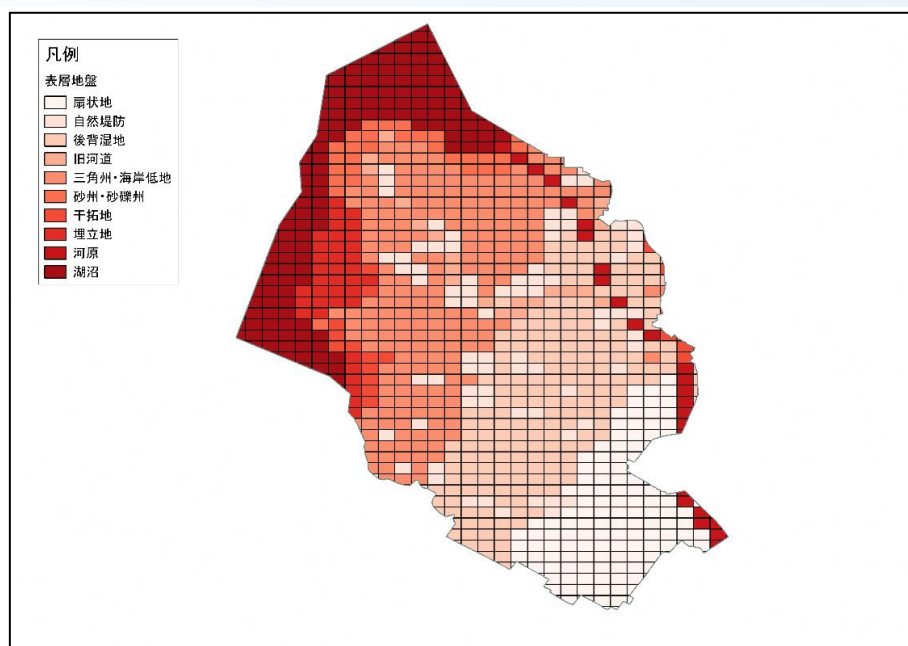 凡例
表層地盤
扇状地
自然堤防
後背湿地
旧河道
三角州・海岸低地
砂州・砂礫州
干拓地
埋立地
河原
湖沼